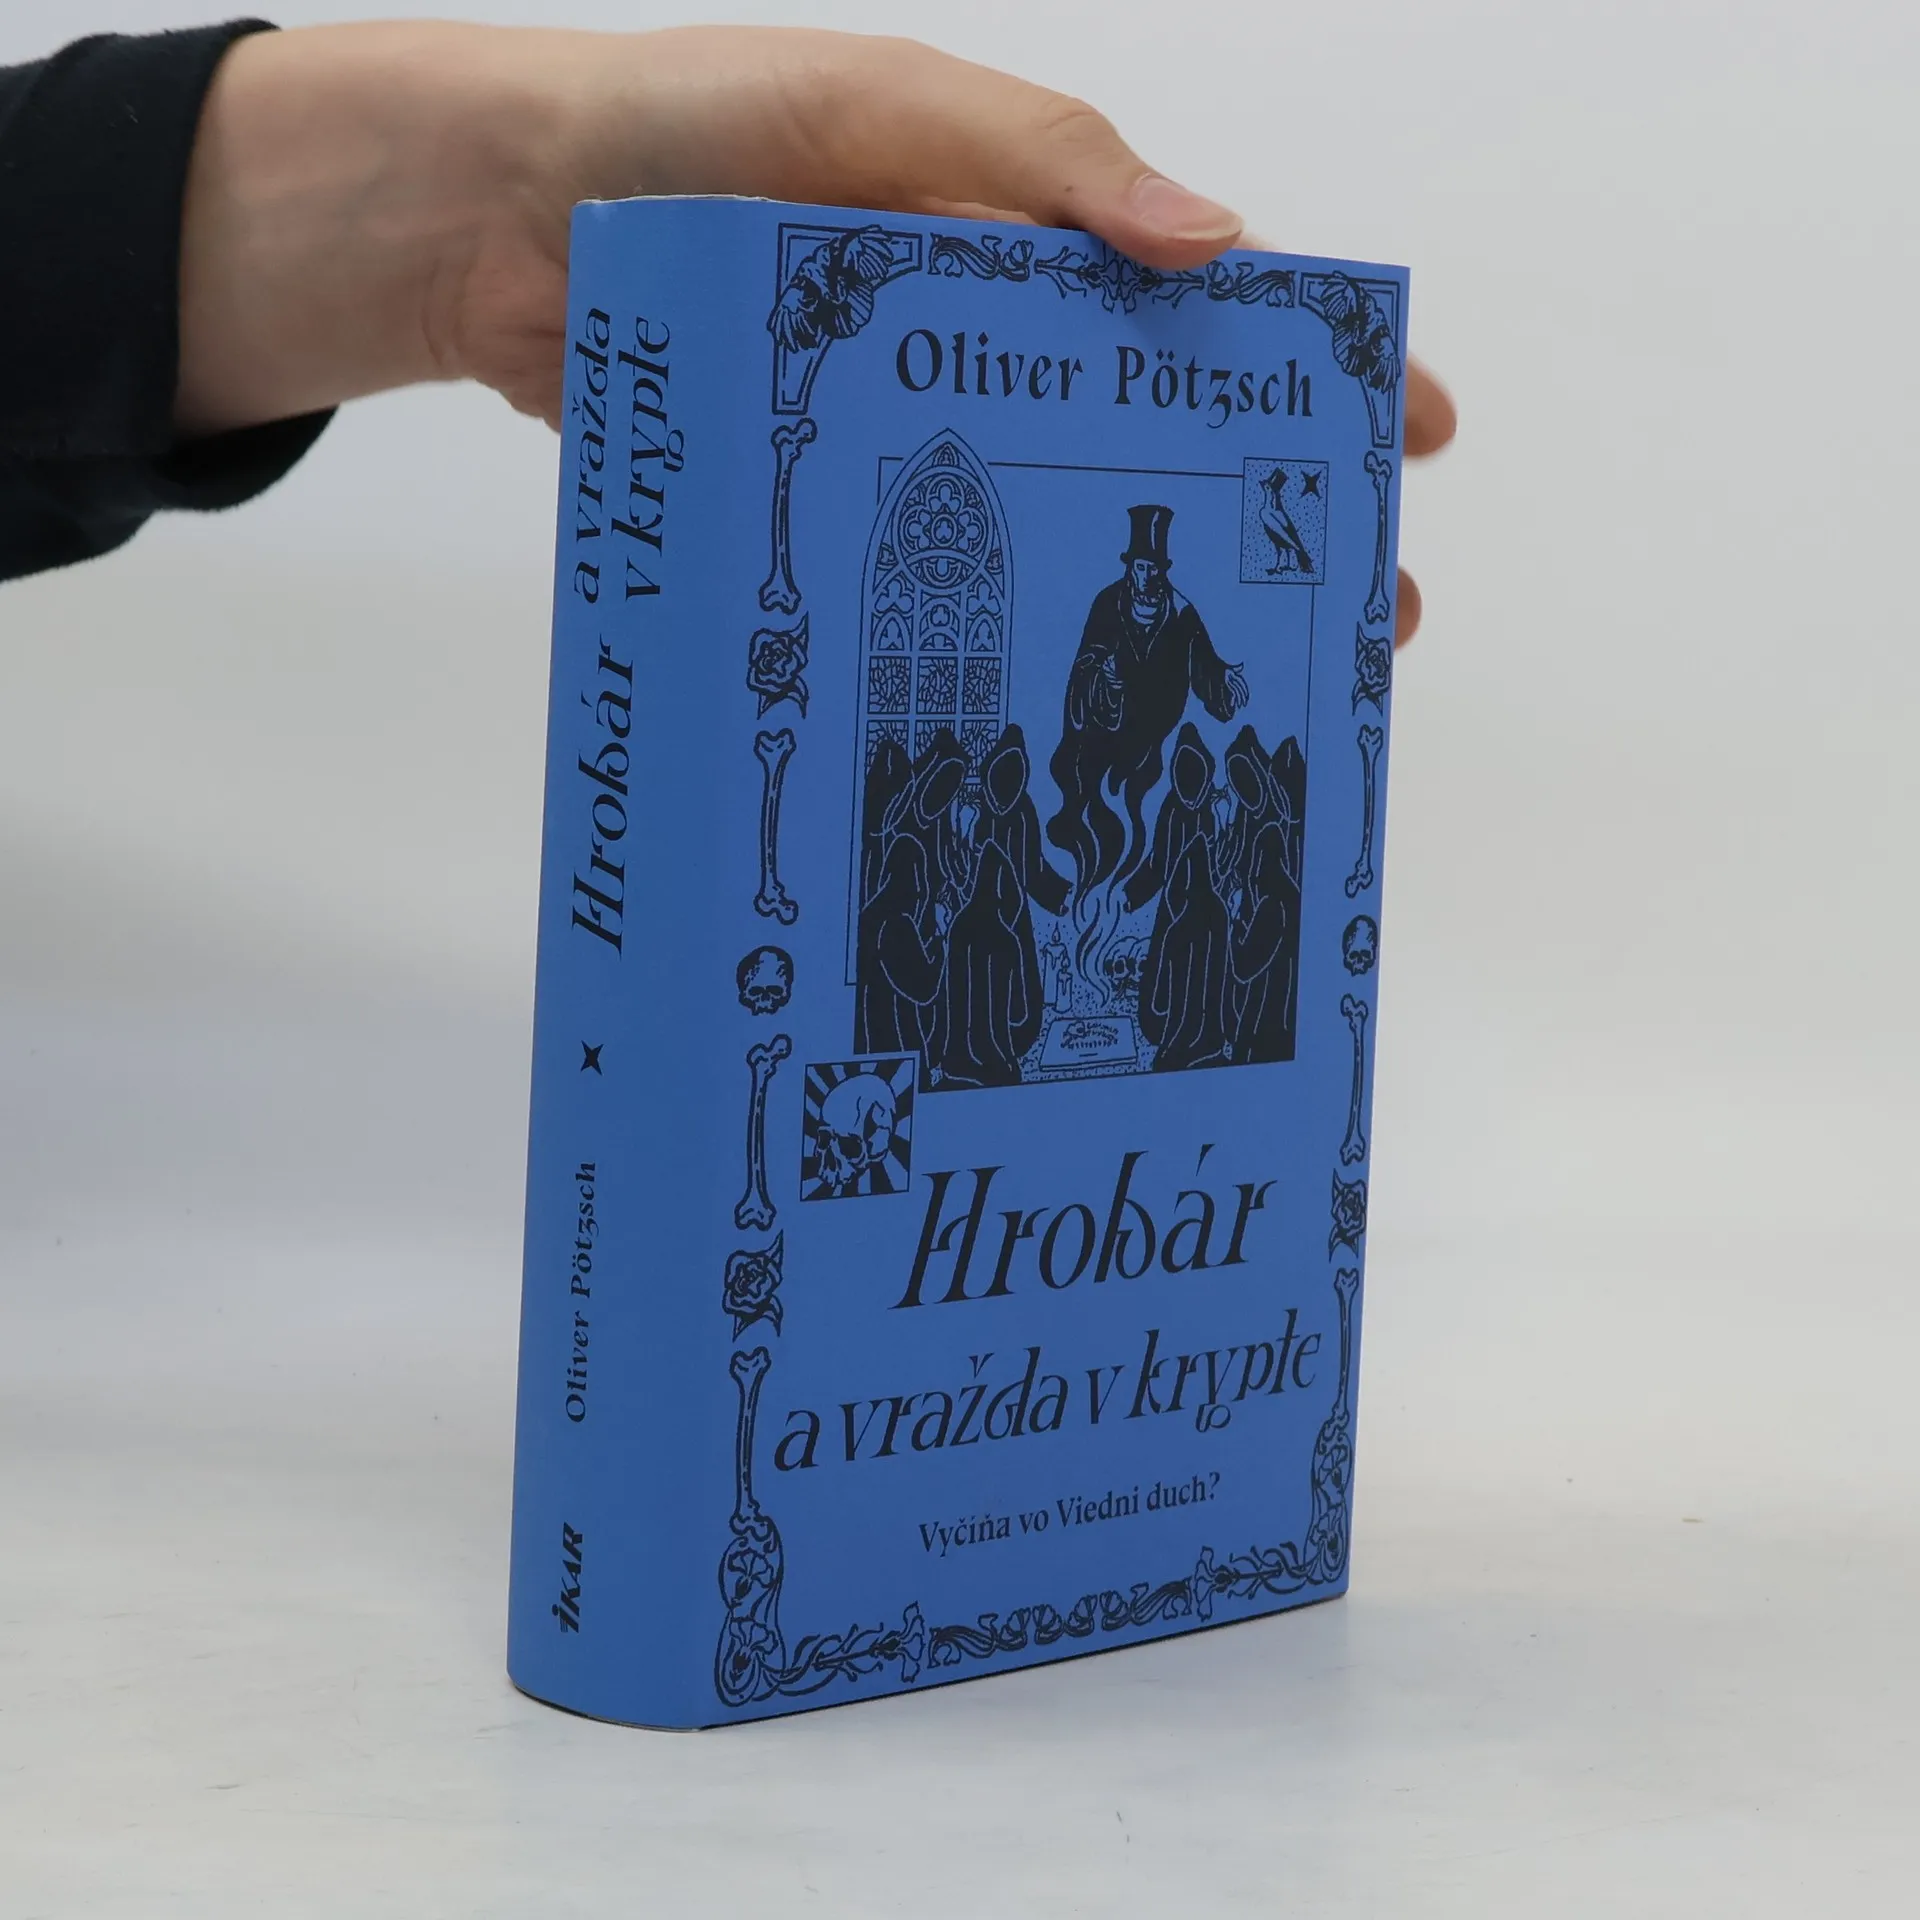 Oliver Pötzsch
Hrobár
a vražda v krypte
Vyčíňa vo Viedni duch?
Hrobár a vražda
v krypte
Oliver Pötzsch
IKAR